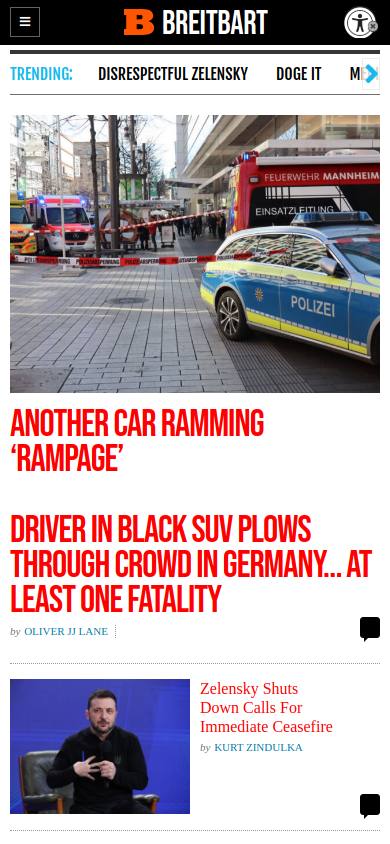 B BREITBART
TRENDING: DISRESPECTFUL ZELENSKY DOGE IT
FEUERWEHR MANNHEIM
EINSATZLEITUNG
POLIZEI
POLIZEIABSPERRUNG
ANOTHER CAR RAMMING
‘RAMPAGE’
DRIVER IN BLACK SUV PLOWS
THROUGH CROWD IN GERMANY... AT
LEAST ONE FATALITY
by OLIVER JJ LANE
Zelensky Shuts
Down Calls For
Immediate Ceasefire
by KURT ZINDULKA